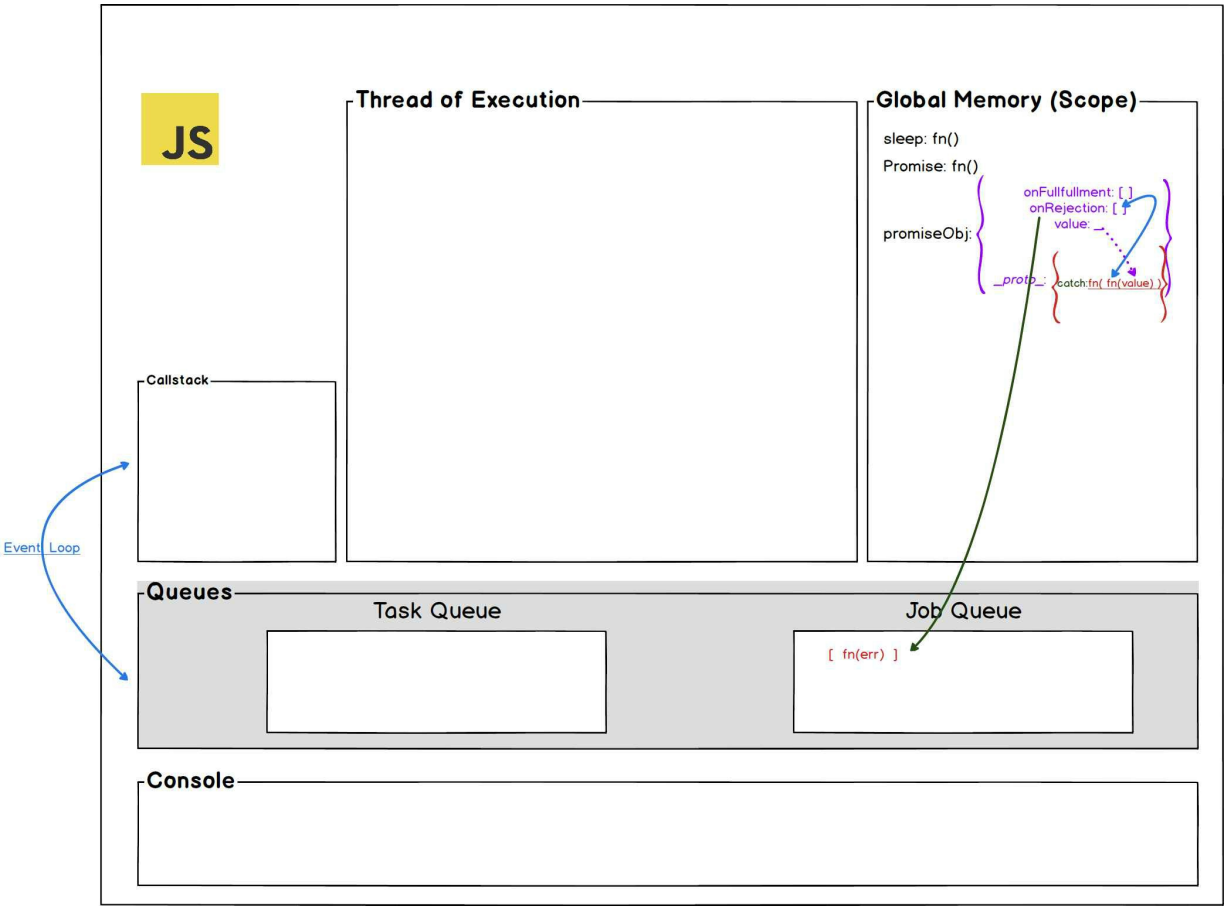 JS
Thread of Execution
Global Memory (Scope)
sleep: fn()
Promise: fn()
onFullfullment: [ ]
onRejection: [ ]
value: _
promiseObj:
_proto_:
catch:fn( fn(value) )
Callstack
Event Loop
Queues
Task Queue
Job Queue
[ fn(err) ]
Console